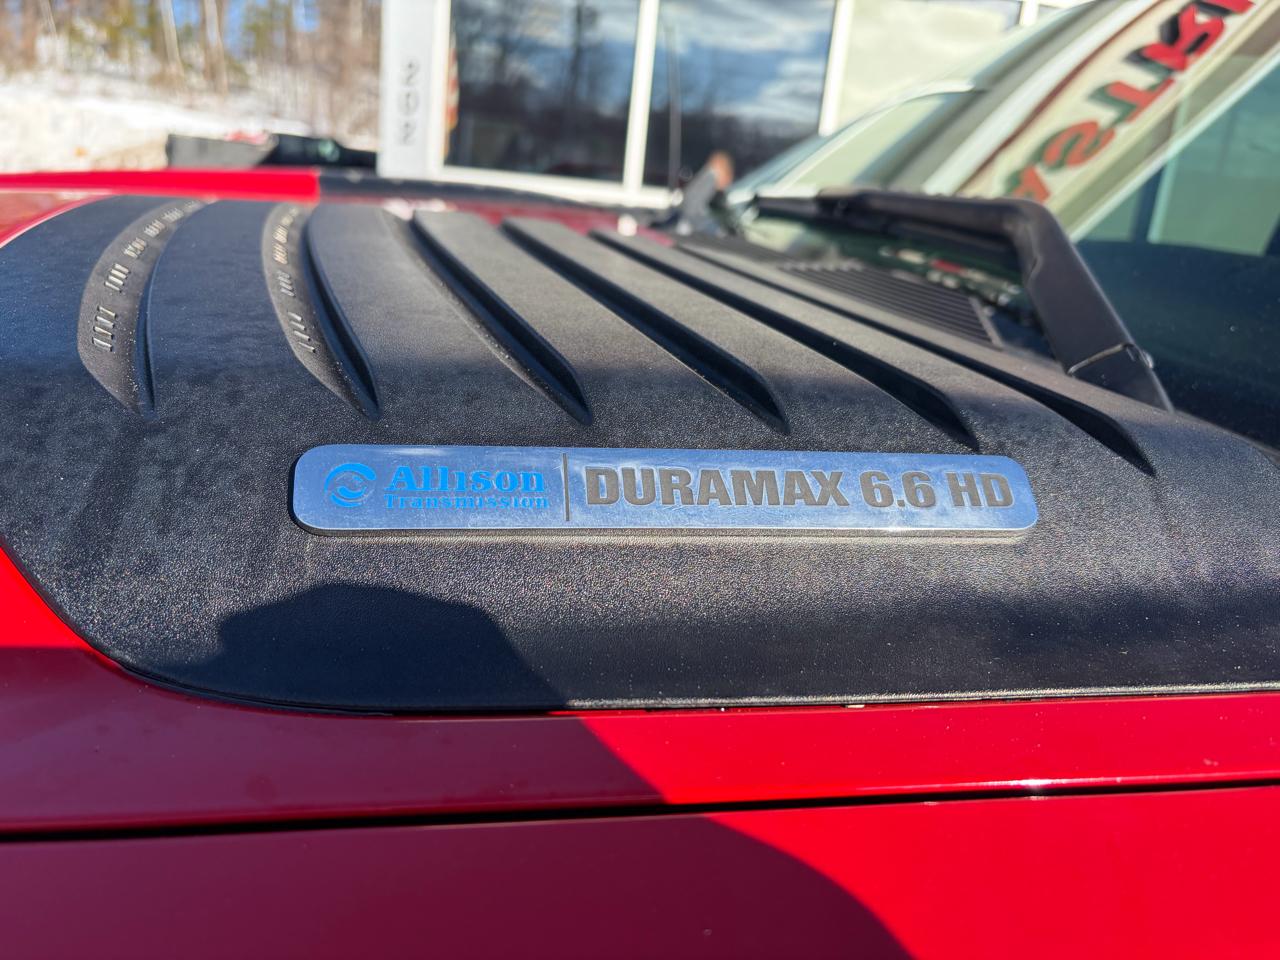 Allison
Transmission
DURAMAX 6.6 HD